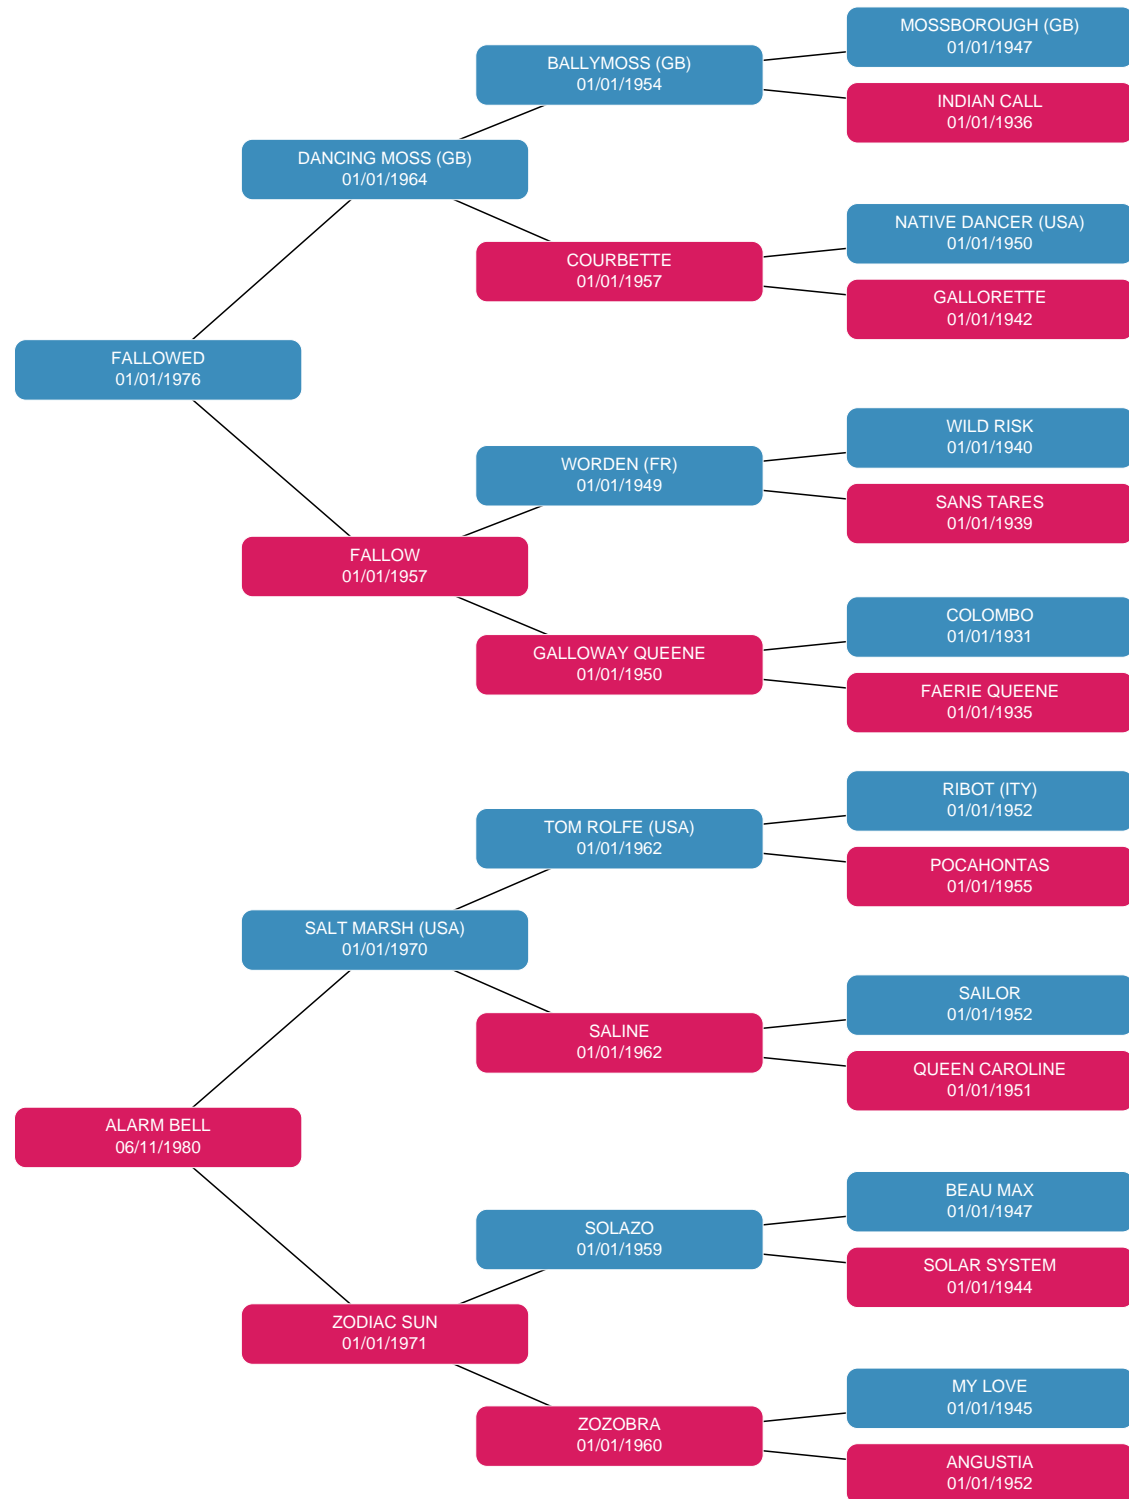 MOSSBOROUGH (GB)
01/01/1947
BALLYMOSS (GB)
01/01/1954
INDIAN CALL
01/01/1936
DANCING MOSS (GB)
01/01/1964
NATIVE DANCER (USA)
01/01/1950
COURBETTE
01/01/1957
GALLORETTE
01/01/1942
FALLOWED
01/01/1976
WILD RISK
01/01/1940
WORDEN (FR)
01/01/1949
SANS TARES
01/01/1939
FALLOW
01/01/1957
COLOMBO
01/01/1931
GALLOWAY QUEENE
01/01/1950
FAERIE QUEENE
01/01/1935
RIBOT (ITY)
01/01/1952
TOM ROLFE (USA)
01/01/1962
POCAHONTAS
01/01/1955
SALT MARSH (USA)
01/01/1970
SAILOR
01/01/1952
SALINE
01/01/1962
QUEEN CAROLINE
01/01/1951
ALARM BELL
06/11/1980
BEAU MAX
01/01/1947
SOLAZO
01/01/1959
SOLAR SYSTEM
01/01/1944
ZODIAC SUN
01/01/1971
MY LOVE
01/01/1945
ZOZOBRA
01/01/1960
ANGUSTIA
01/01/1952